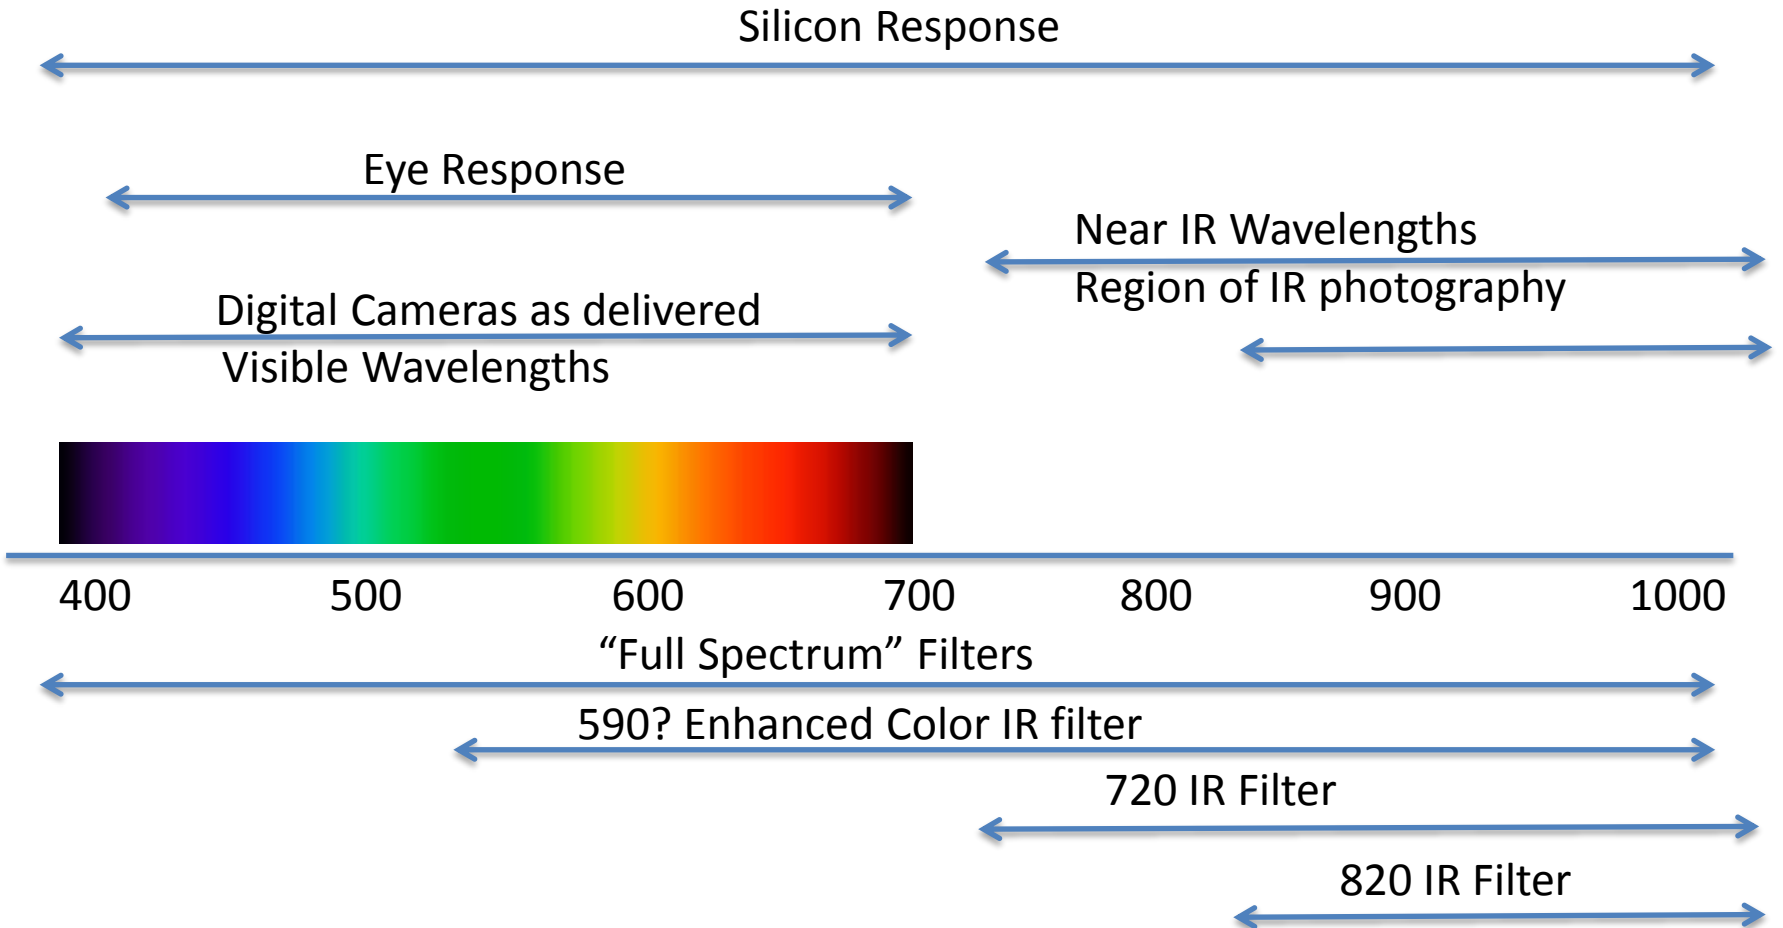 Silicon Response
Eye Response
Near IR Wavelengths
Region of IR photography
Digital Cameras as delivered
Visible Wavelengths
400 500 600 700 800 900 1000
“Full Spectrum” Filters
590? Enhanced Color IR filter
720 IR Filter
820 IR Filter